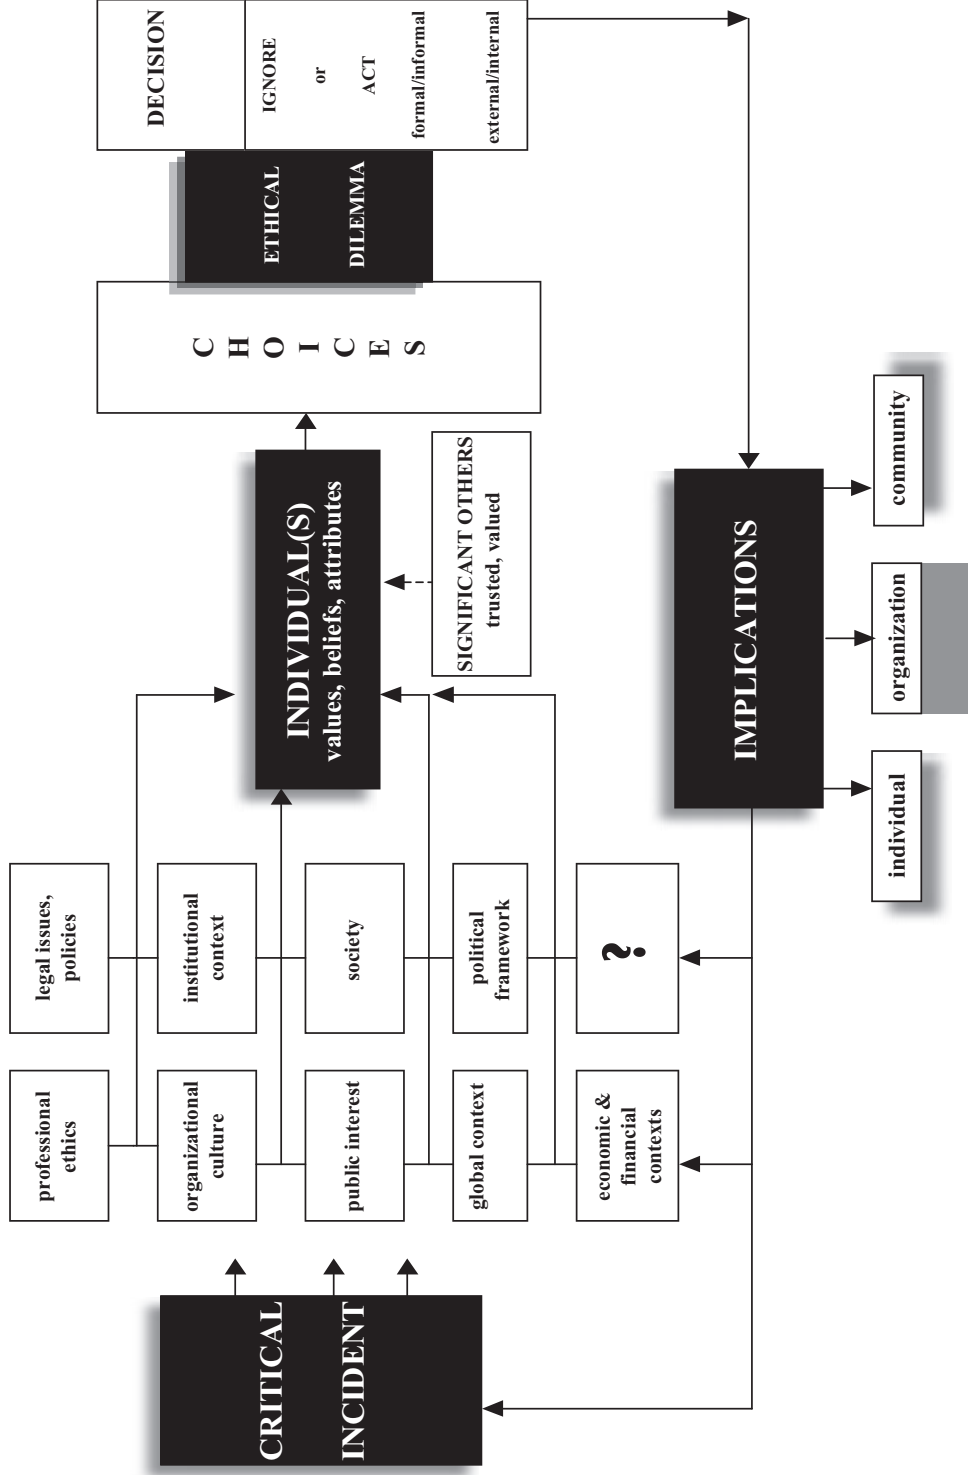 CRITICAL
INCIDENT
professional
ethics
legal issues,
policies
organizational
culture
institutional
context
public interest
society
global context
political
framework
economic &
financial
contexts
?
INDIVIDUAL(S)
values, beliefs, attributes
SIGNIFICANT OTHERS
trusted, valued
C
H
O
I
C
E
S
ETHICAL
DILEMMA
DECISION
IGNORE
or
ACT
formal/informal
external/internal
IMPLICATIONS
individual
organization
community